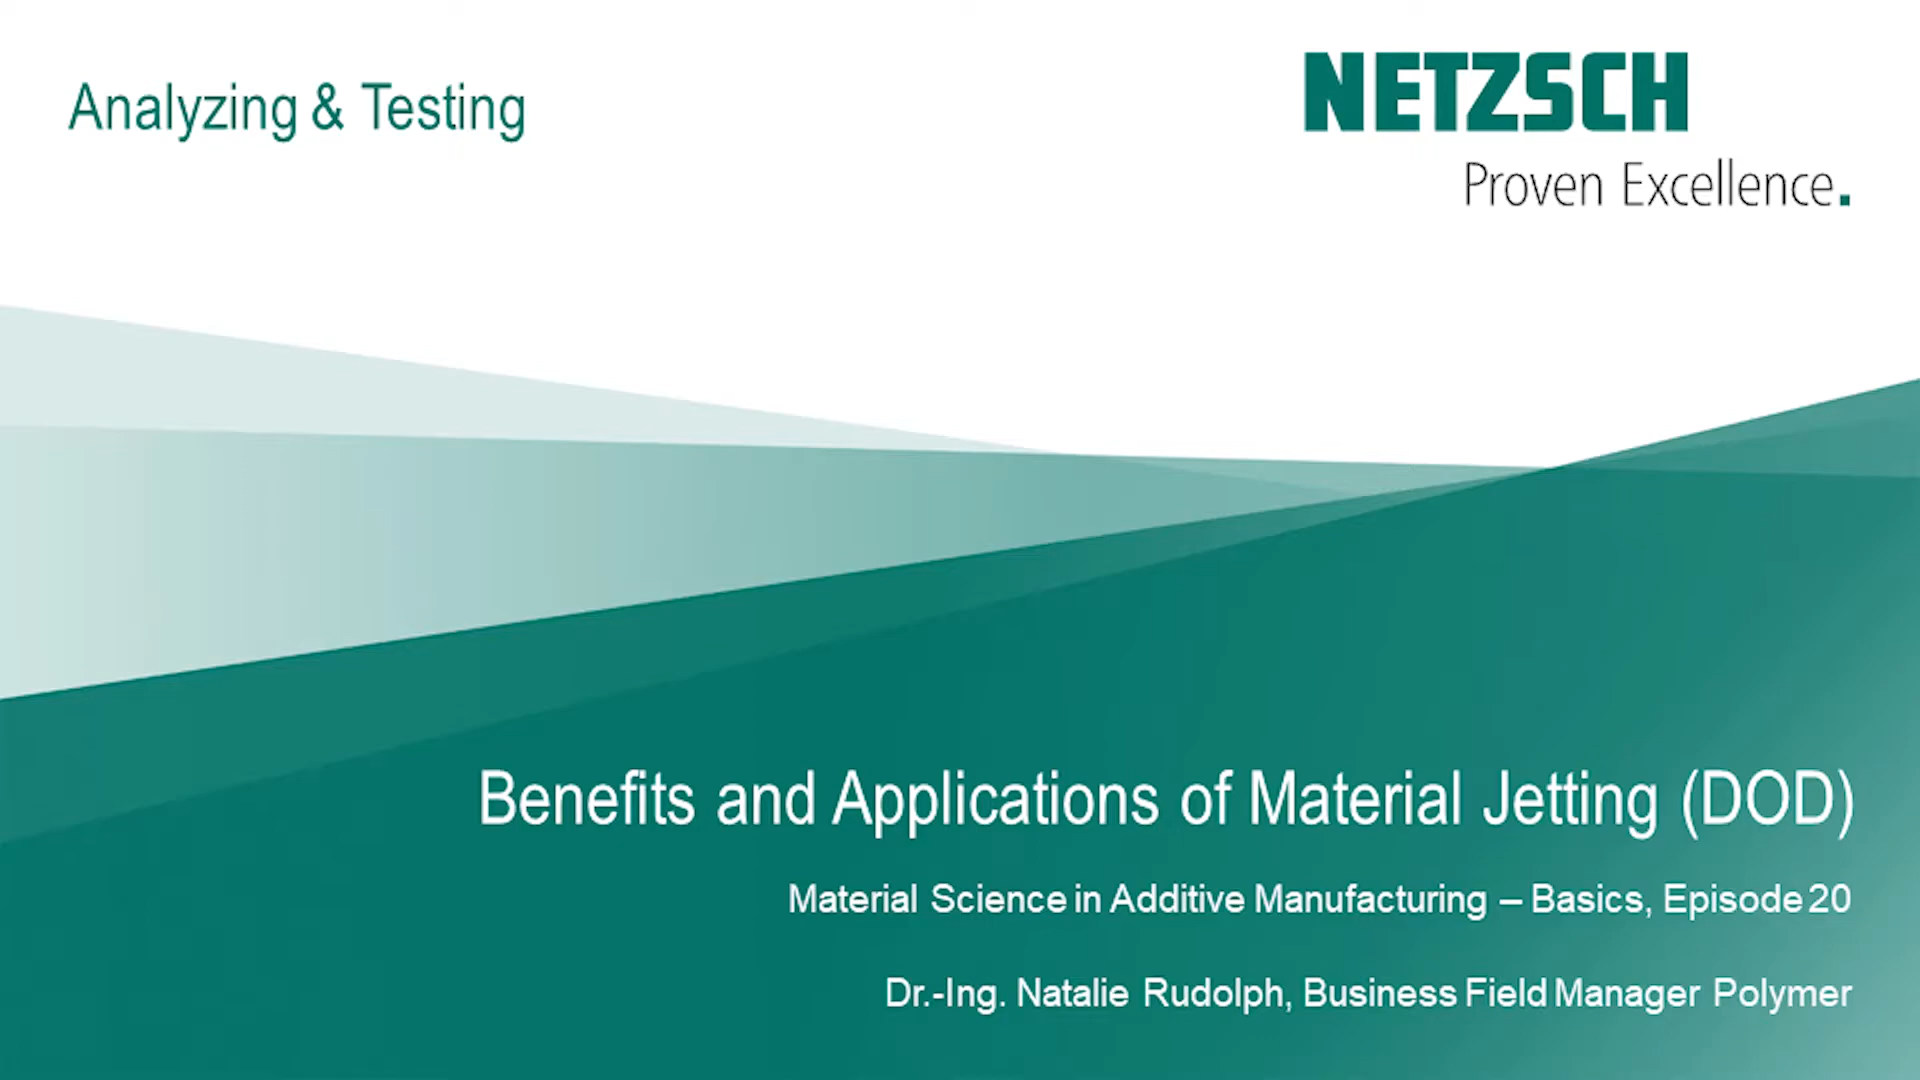 Analyzing & Testing
NETZSCH
Proven Excellence.
Benefits and Applications of Material Jetting (DOD)
Material Science in Additive Manufacturing – Basics, Episode 20
Dr.-Ing. Natalie Rudolph, Business Field Manager Polymer